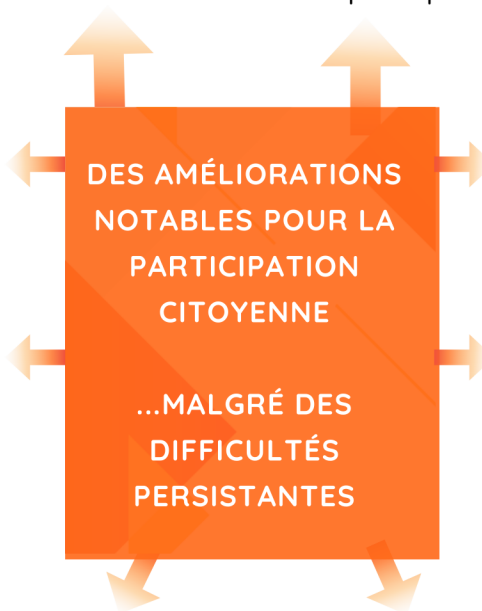 DES AMÉLIORATIONS
NOTABLES POUR LA
PARTICIPATION
CITOYENNE
...MALGRÉ DES
DIFFICULTÉS
PERSISTANTES